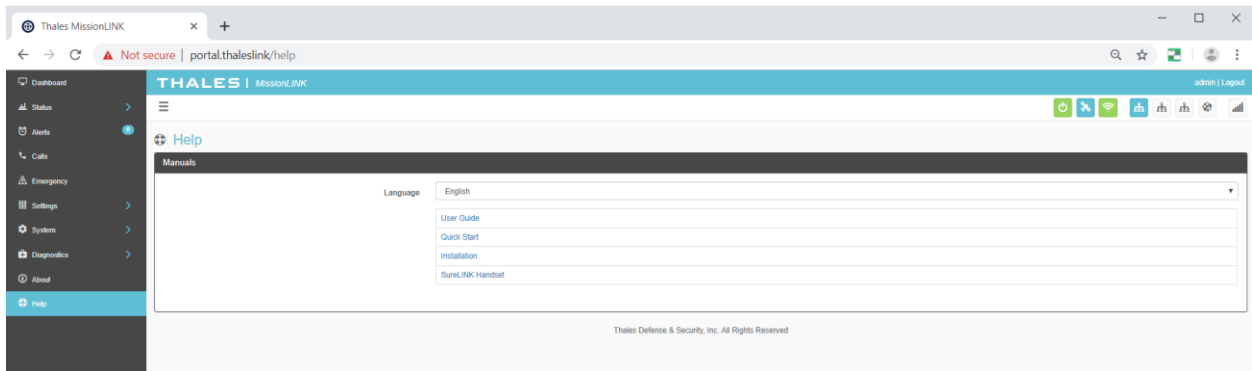 Thales MissionLINK
Not secure | portal.thaleslink/help
Dashboard
THALES | MissionLINK
admin | Logout
Status
Alerts
0
Calls
Emergency
Settings
System
Diagnostics
About
Help
Help
Manuals
Language
English
User Guide
Quick Start
Installation
SureLINK Handset
Thales Defense & Security, Inc. All Rights Reserved